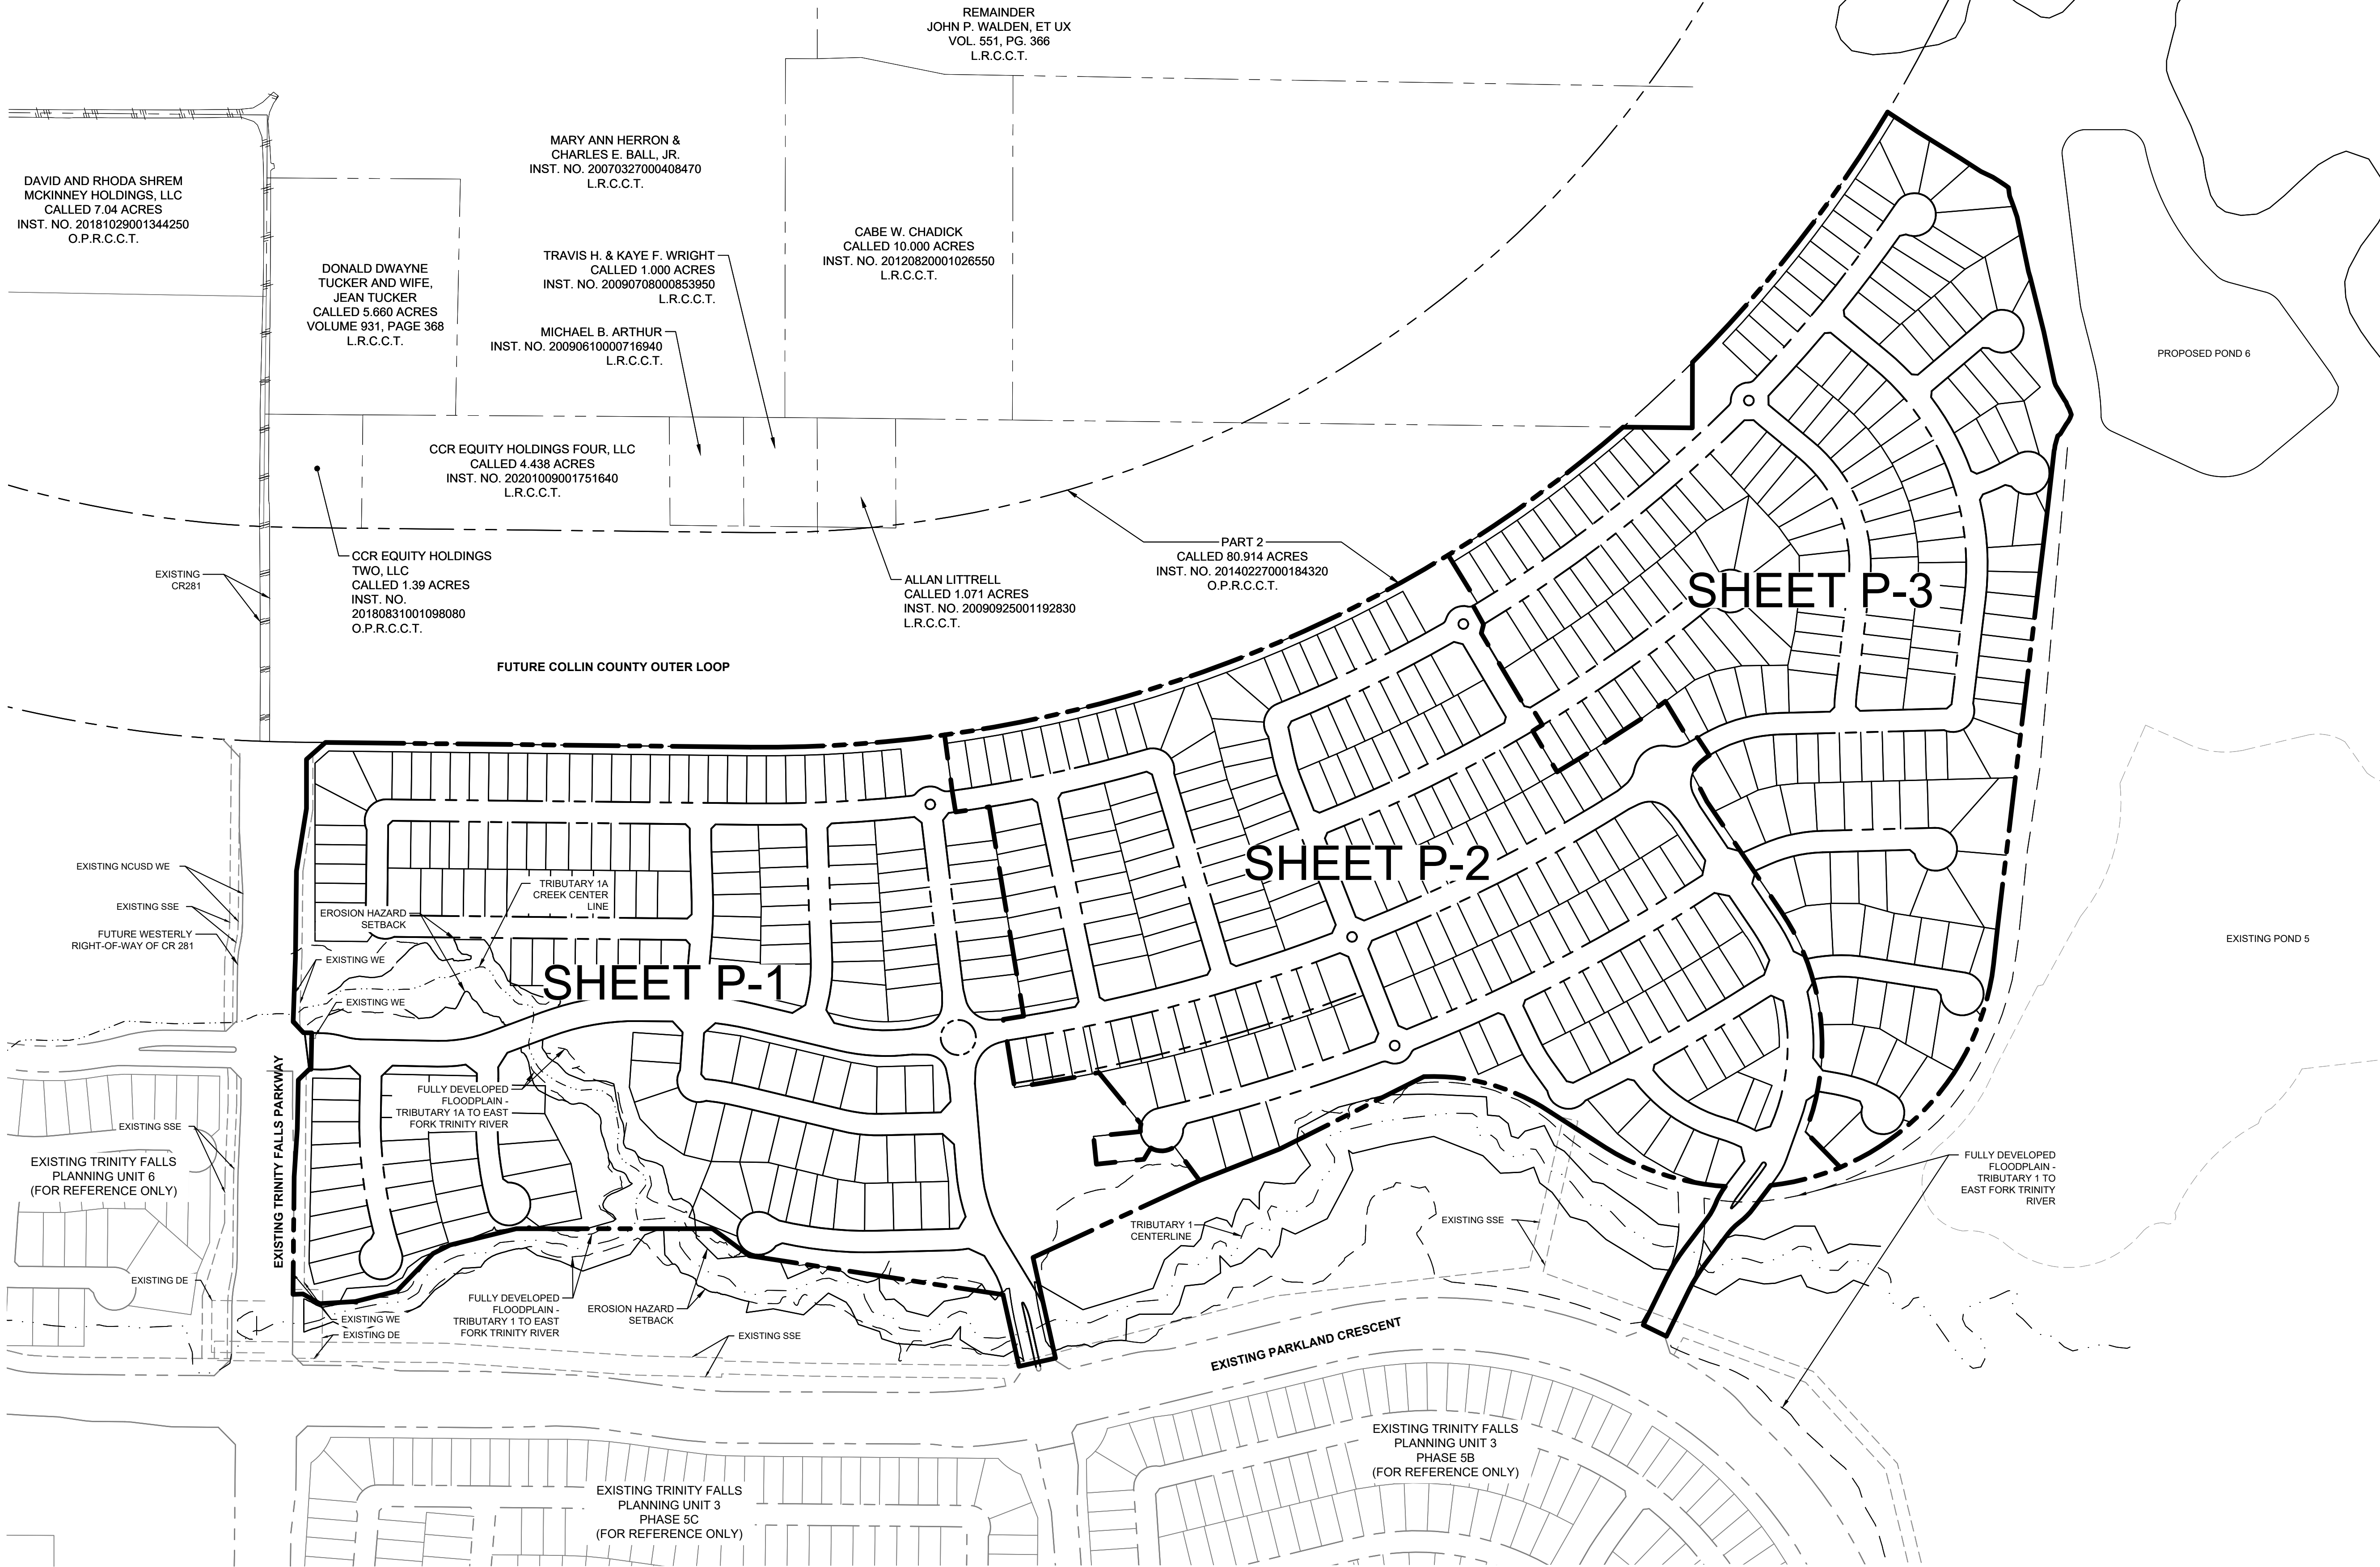 REMAINDER
JOHN P. WALDEN, ET UX
VOL. 551, PG. 366
L.R.C.C.T.
MARY ANN HERRON &
CHARLES E. BALL, JR.
INST. NO. 20070327000408470
L.R.C.C.T.
DAVID AND RHODA SHREM
MCKINNEY HOLDINGS, LLC
CALLED 7.04 ACRES
INST. NO. 20181029001344250
O.P.R.C.C.T.
CABE W. CHADICK
CALLED 10.000 ACRES
INST. NO. 20120820001026550
L.R.C.C.T.
TRAVIS H. & KAYE F. WRIGHT
CALLED 1.000 ACRES
INST. NO. 20090708000853950
L.R.C.C.T.
DONALD DWAYNE
TUCKER AND WIFE,
JEAN TUCKER
CALLED 5.660 ACRES
VOLUME 931, PAGE 368
L.R.C.C.T.
MICHAEL B. ARTHUR
INST. NO. 20090610000716940
L.R.C.C.T.
PROPOSED POND 6
CCR EQUITY HOLDINGS FOUR, LLC
CALLED 4.438 ACRES
INST. NO. 20201009001751640
L.R.C.C.T.
CCR EQUITY HOLDINGS
TWO, LLC
CALLED 1.39 ACRES
INST. NO.
20180831001098080
O.P.R.C.C.T.
EXISTING
CR281
PART 2
CALLED 80.914 ACRES
INST. NO. 20140227000184320
O.P.R.C.C.T.
ALLAN LITTRELL
CALLED 1.071 ACRES
INST. NO. 20090925001192830
L.R.C.C.T.
SHEET P-3
FUTURE COLLIN COUNTY OUTER LOOP
SHEET P-2
EXISTING NCUSD WE
EXISTING SSE
FUTURE WESTERLY
RIGHT-OF-WAY OF CR 281
TRIBUTARY 1A
CREEK CENTER
LINE
EROSION HAZARD
SETBACK
EXISTING WE
EXISTING WE
SHEET P-1
EXISTING POND 5
EXISTING TRINITY FALLS PARKWAY
FULLY DEVELOPED
FLOODPLAIN -
TRIBUTARY 1A TO EAST
FORK TRINITY RIVER
EXISTING SSE
EXISTING TRINITY FALLS
PLANNING UNIT 6
(FOR REFERENCE ONLY)
FULLY DEVELOPED
FLOODPLAIN -
TRIBUTARY 1 TO
EAST FORK TRINITY
RIVER
TRIBUTARY 1
CENTERLINE
EXISTING SSE
EXISTING DE
FULLY DEVELOPED
FLOODPLAIN -
TRIBUTARY 1 TO EAST
FORK TRINITY RIVER
EROSION HAZARD
SETBACK
EXISTING WE
EXISTING DE
EXISTING SSE
EXISTING PARKLAND CRESCENT
EXISTING TRINITY FALLS
PLANNING UNIT 3
PHASE 5B
(FOR REFERENCE ONLY)
EXISTING TRINITY FALLS
PLANNING UNIT 3
PHASE 5C
(FOR REFERENCE ONLY)